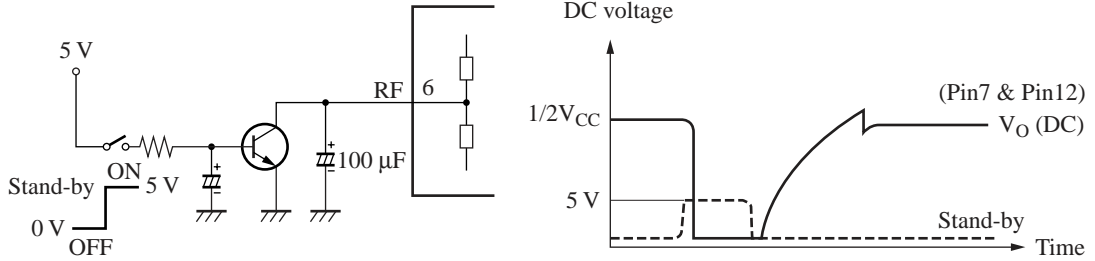 5 V
ON
Stand-by
5 V
0 V
OFF
+
−
+
−
100 μF
RF
6
DC voltage
1/2VCC
5 V
(Pin7 & Pin12)
VO (DC)
Stand-by
Time